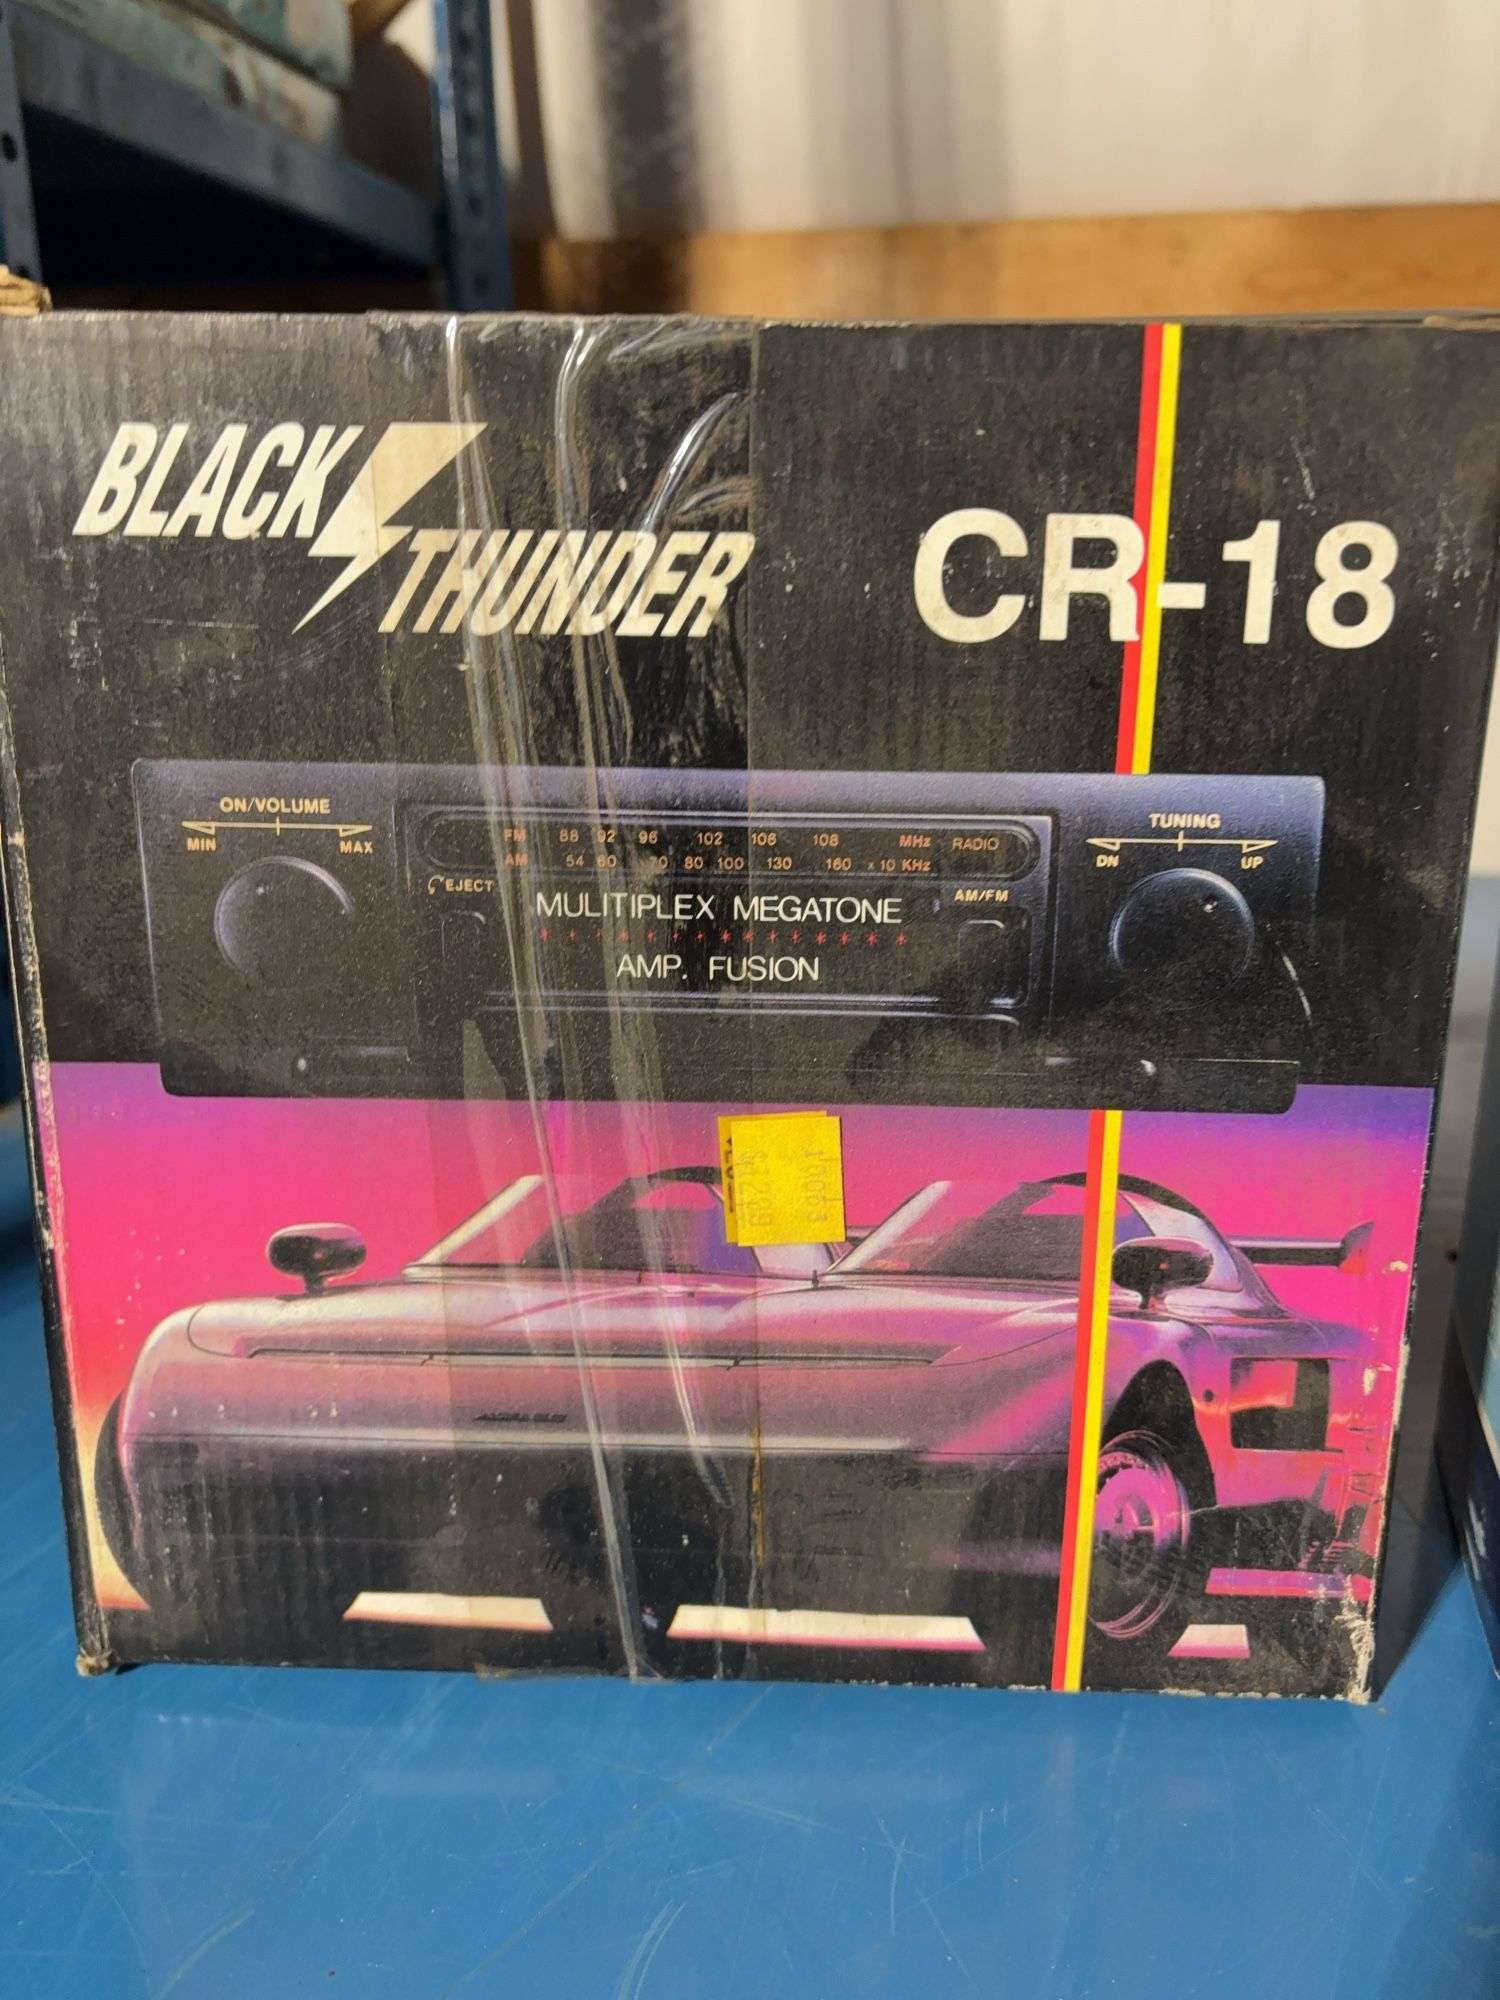 BLACK
THUNDER
CR-18
ON/VOLUME
MIN MAX
FM 88 92 96 102 106 108 MHz RADIO
AM 54 60 70 80 100 130 160 x 10 KHz
EJECT
AM/FM
MULITIPLEX MEGATONE
* * * * * * * * * * * * * * *
AMP. FUSION
TUNING
DN UP